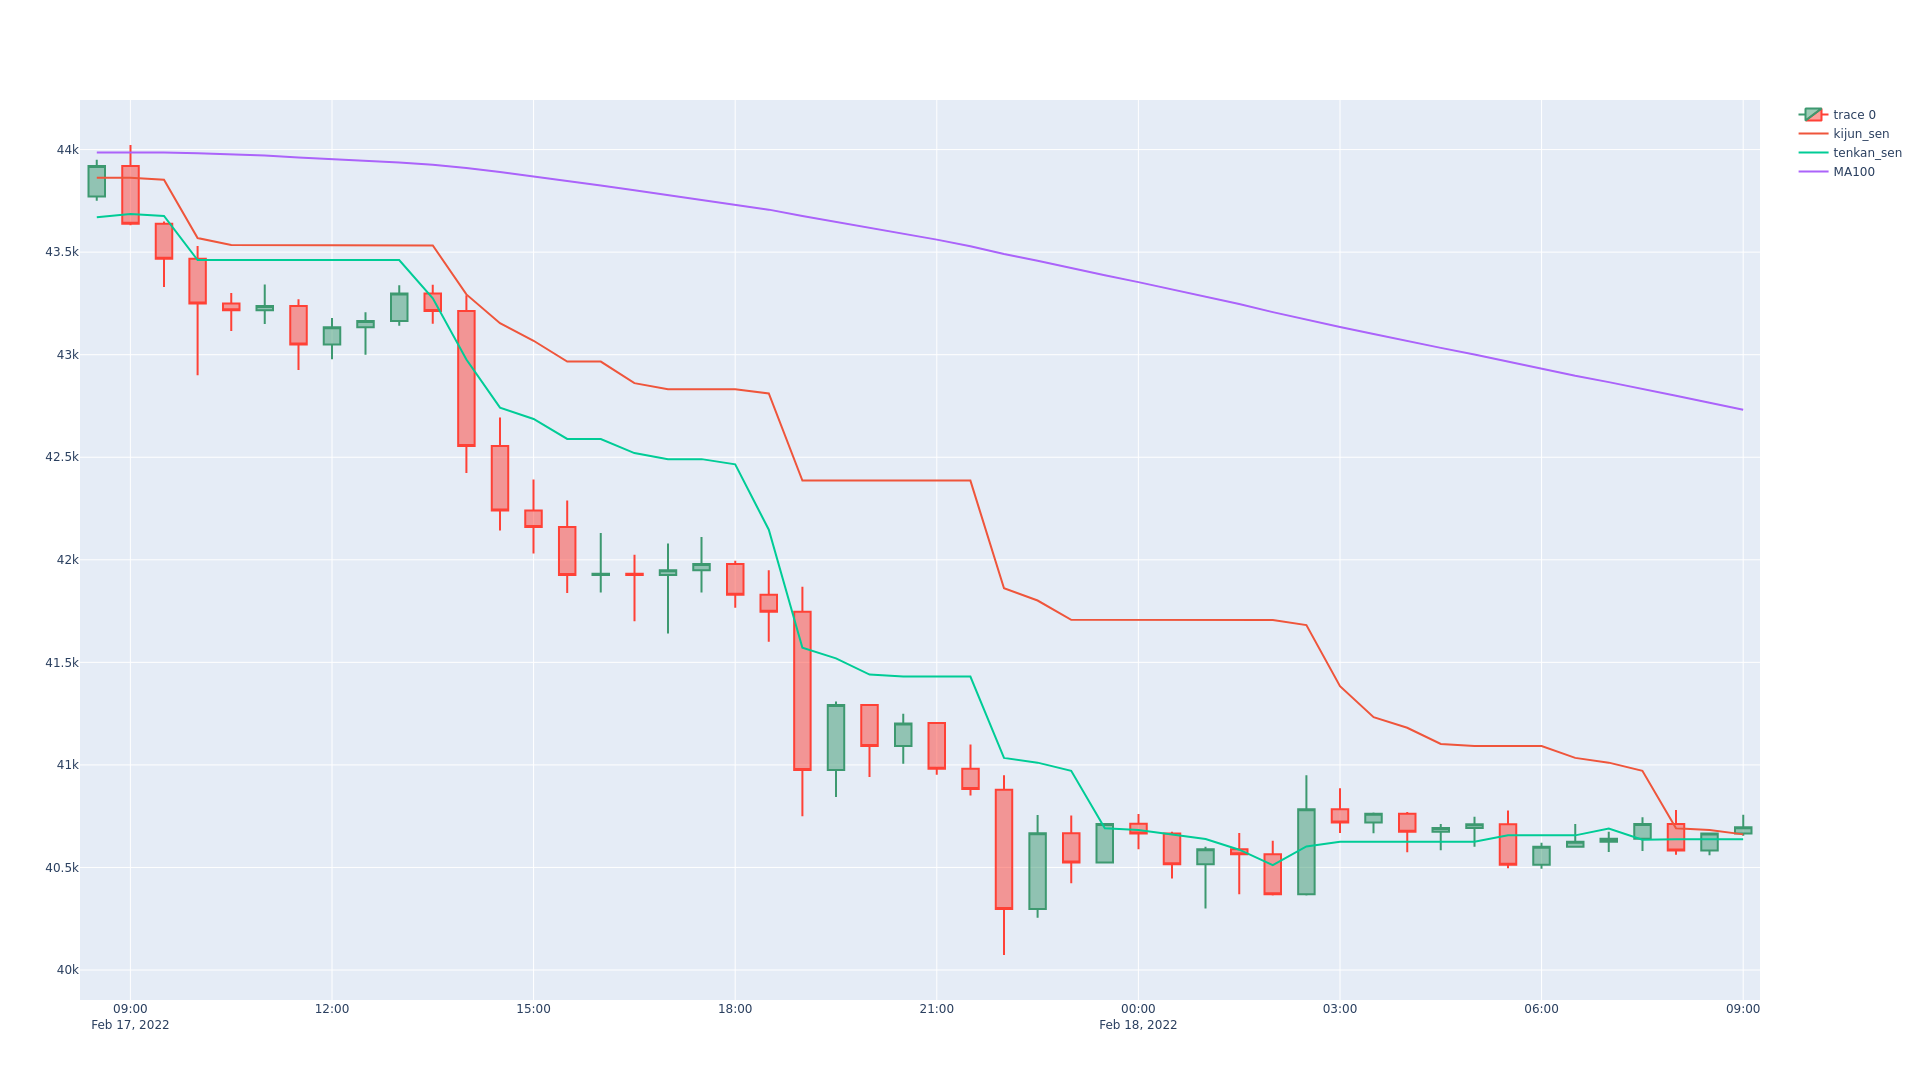 44k
43.5k
43k
42.5k
42k
41.5k
41k
40.5k
40k
09:00 12:00 15:00 18:00 21:00 00:00 03:00 06:00 09:00
Feb 17, 2022 Feb 18, 2022
trace 0
kijun_sen
tenkan_sen
MA100